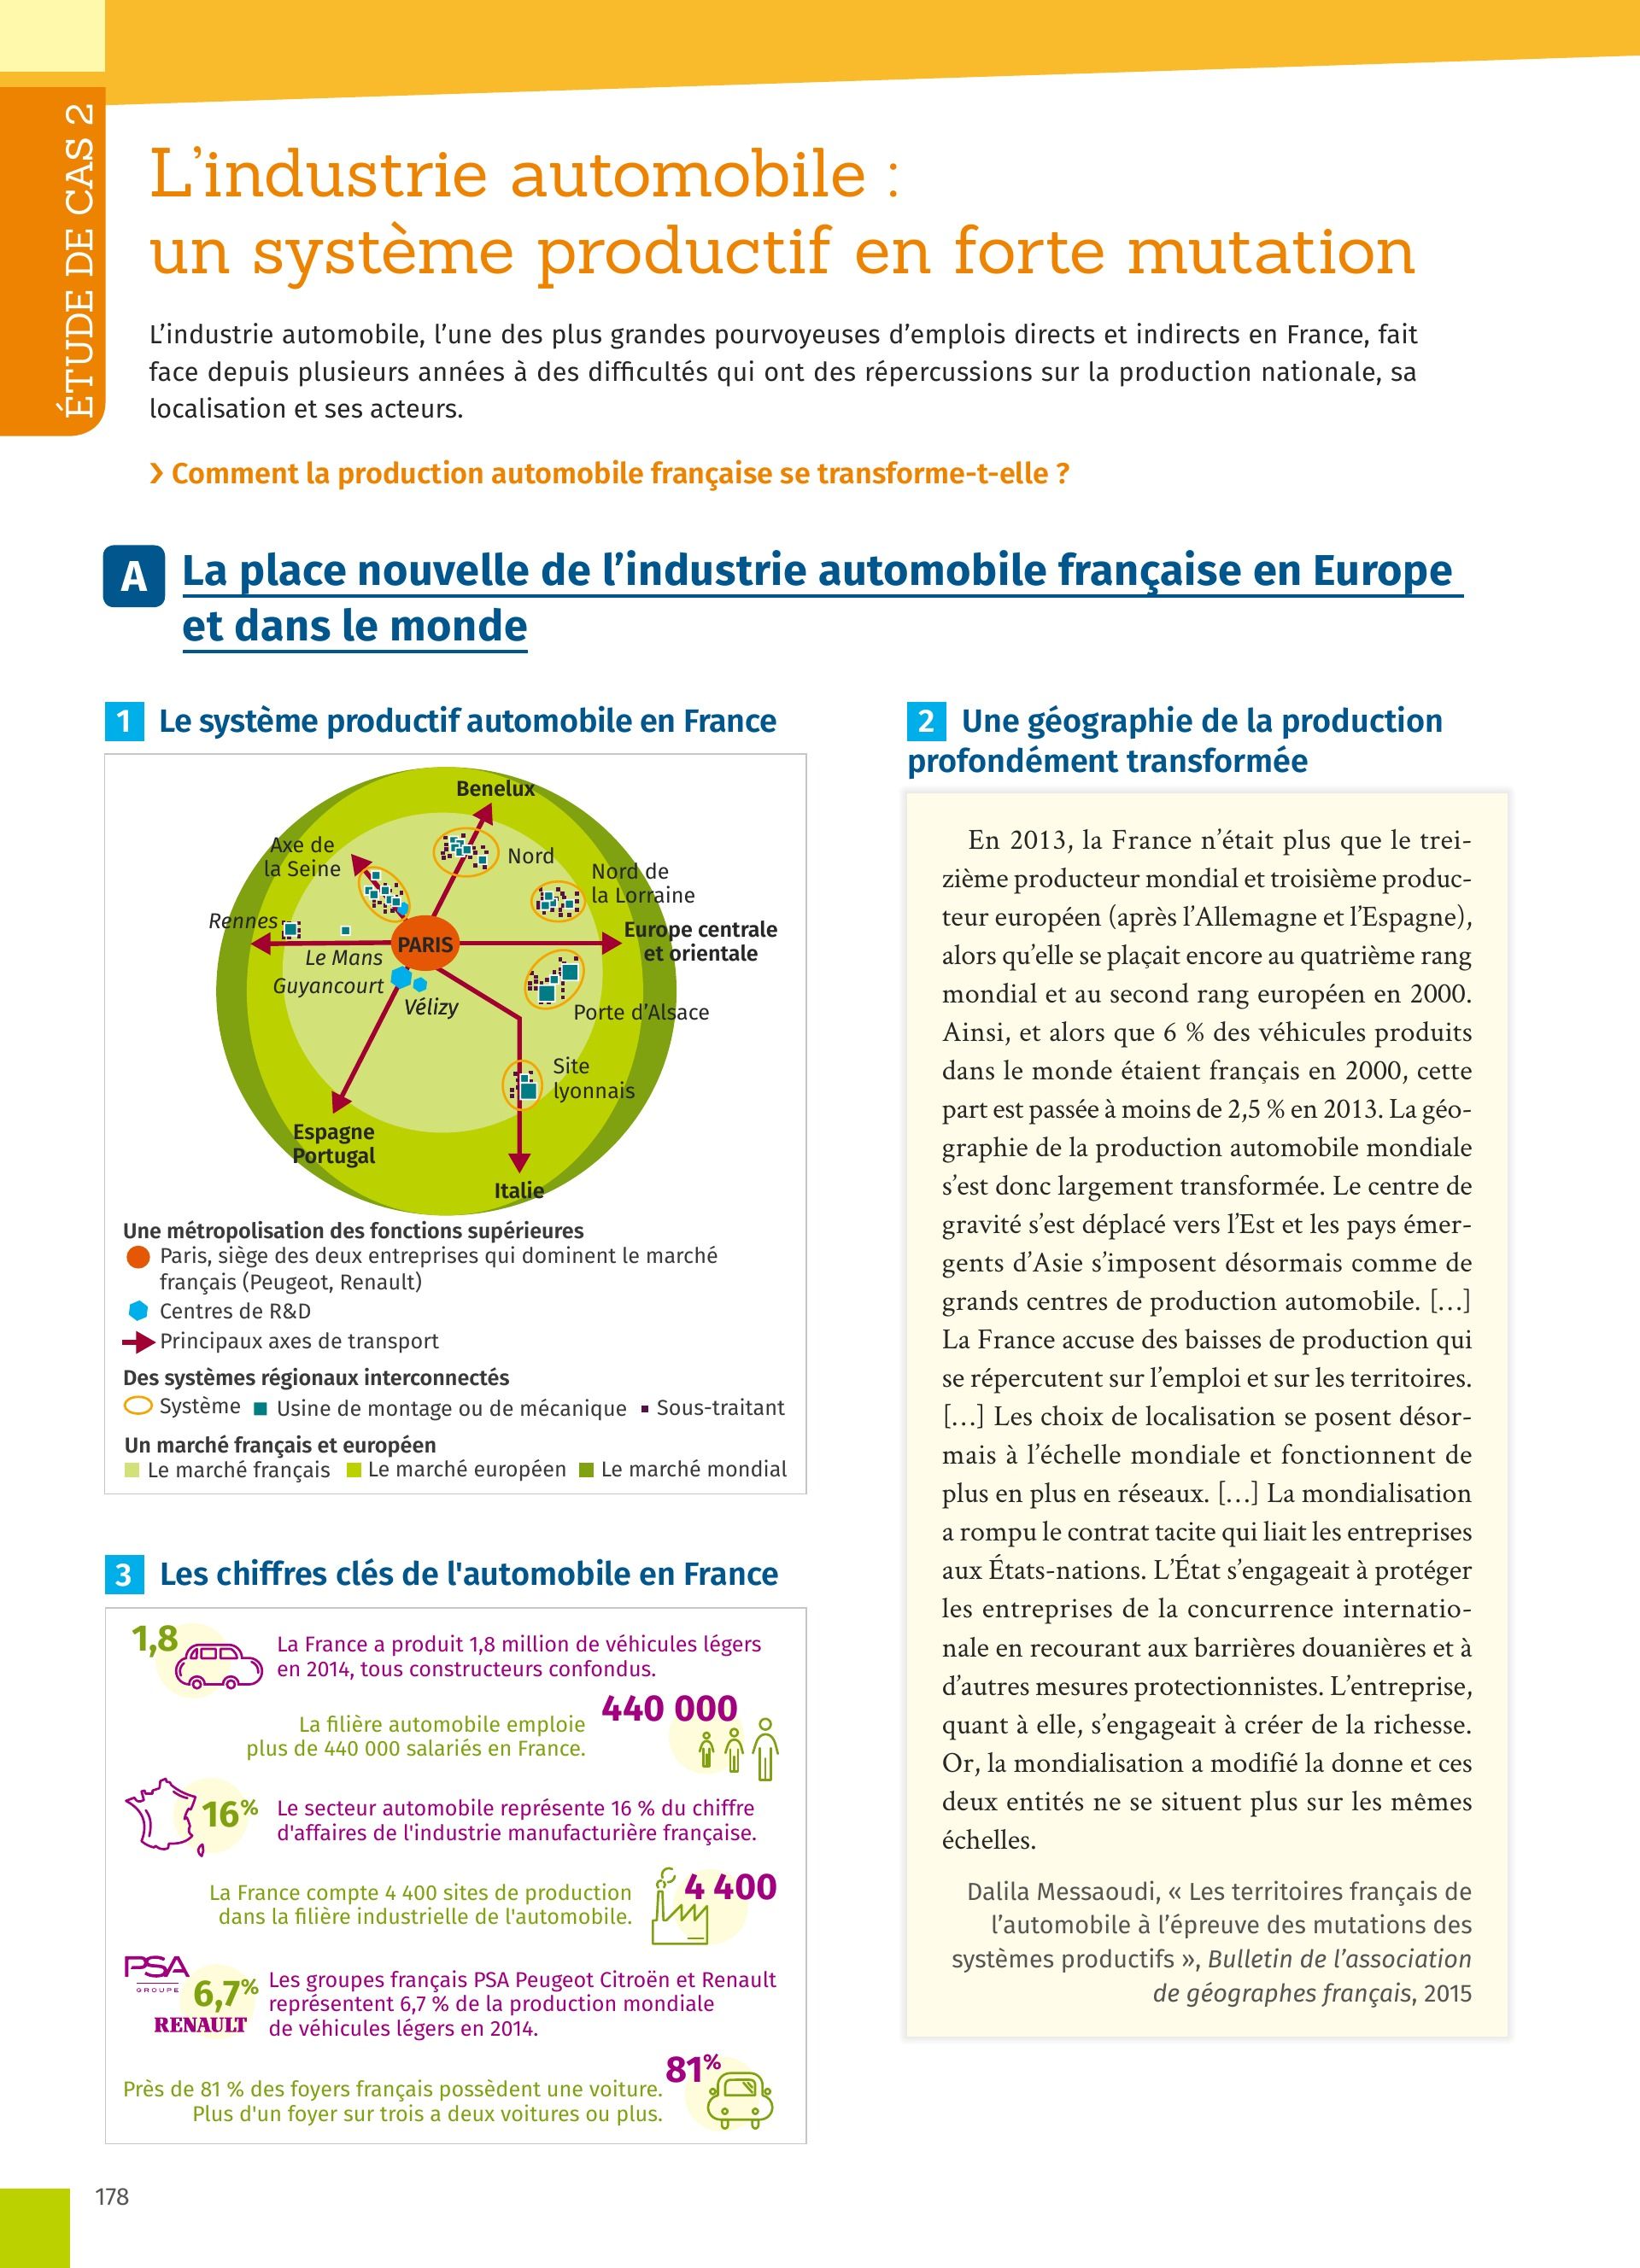 ÉTUDE DE CAS 2
L’industrie automobile :
un système productif en forte mutation
L’industrie automobile, l’une des plus grandes pourvoyeuses d’emplois directs et indirects en France, fait
face depuis plusieurs années à des difficultés qui ont des répercussions sur la production nationale, sa
localisation et ses acteurs.
› Comment la production automobile française se transforme-t-elle ?
A La place nouvelle de l’industrie automobile française en Europe
et dans le monde
1 Le système productif automobile en France
Benelux
Axe de
la Seine
Nord
Nord de
la Lorraine
Rennes
Europe centrale
et orientale
PARIS
Le Mans
Guyancourt
Vélizy
Porte d’Alsace
Site
lyonnais
Espagne
Portugal
Italie
Une métropolisation des fonctions supérieures
Paris, siège des deux entreprises qui dominent le marché
français (Peugeot, Renault)
Centres de R&D
Principaux axes de transport
Des systèmes régionaux interconnectés
Système Usine de montage ou de mécanique Sous-traitant
Un marché français et européen
Le marché français Le marché européen Le marché mondial
3 Les chiffres clés de l'automobile en France
1,8
La France a produit 1,8 million de véhicules légers
en 2014, tous constructeurs confondus.
440 000
La filière automobile emploie
plus de 440 000 salariés en France.
16%
Le secteur automobile représente 16 % du chiffre
d'affaires de l'industrie manufacturière française.
4 400
La France compte 4 400 sites de production
dans la filière industrielle de l'automobile.
PSA
GROUPE
6,7%
RENAULT
Les groupes français PSA Peugeot Citroën et Renault
représentent 6,7 % de la production mondiale
de véhicules légers en 2014.
81%
Près de 81 % des foyers français possèdent une voiture.
Plus d'un foyer sur trois a deux voitures ou plus.
2 Une géographie de la production
profondément transformée
En 2013, la France n’était plus que le trei-
zième producteur mondial et troisième produc-
teur européen (après l’Allemagne et l’Espagne),
alors qu’elle se plaçait encore au quatrième rang
mondial et au second rang européen en 2000.
Ainsi, et alors que 6 % des véhicules produits
dans le monde étaient français en 2000, cette
part est passée à moins de 2,5 % en 2013. La géo-
graphie de la production automobile mondiale
s’est donc largement transformée. Le centre de
gravité s’est déplacé vers l’Est et les pays émer-
gents d’Asie s’imposent désormais comme de
grands centres de production automobile. […]
La France accuse des baisses de production qui
se répercutent sur l’emploi et sur les territoires.
[…] Les choix de localisation se posent désor-
mais à l’échelle mondiale et fonctionnent de
plus en plus en réseaux. […] La mondialisation
a rompu le contrat tacite qui liait les entreprises
aux États-nations. L’État s’engageait à protéger
les entreprises de la concurrence internatio-
nale en recourant aux barrières douanières et à
d’autres mesures protectionnistes. L’entreprise,
quant à elle, s’engageait à créer de la richesse.
Or, la mondialisation a modifié la donne et ces
deux entités ne se situent plus sur les mêmes
échelles.
Dalila Messaoudi, « Les territoires français de
l’automobile à l’épreuve des mutations des
systèmes productifs », Bulletin de l’association
de géographes français, 2015
178